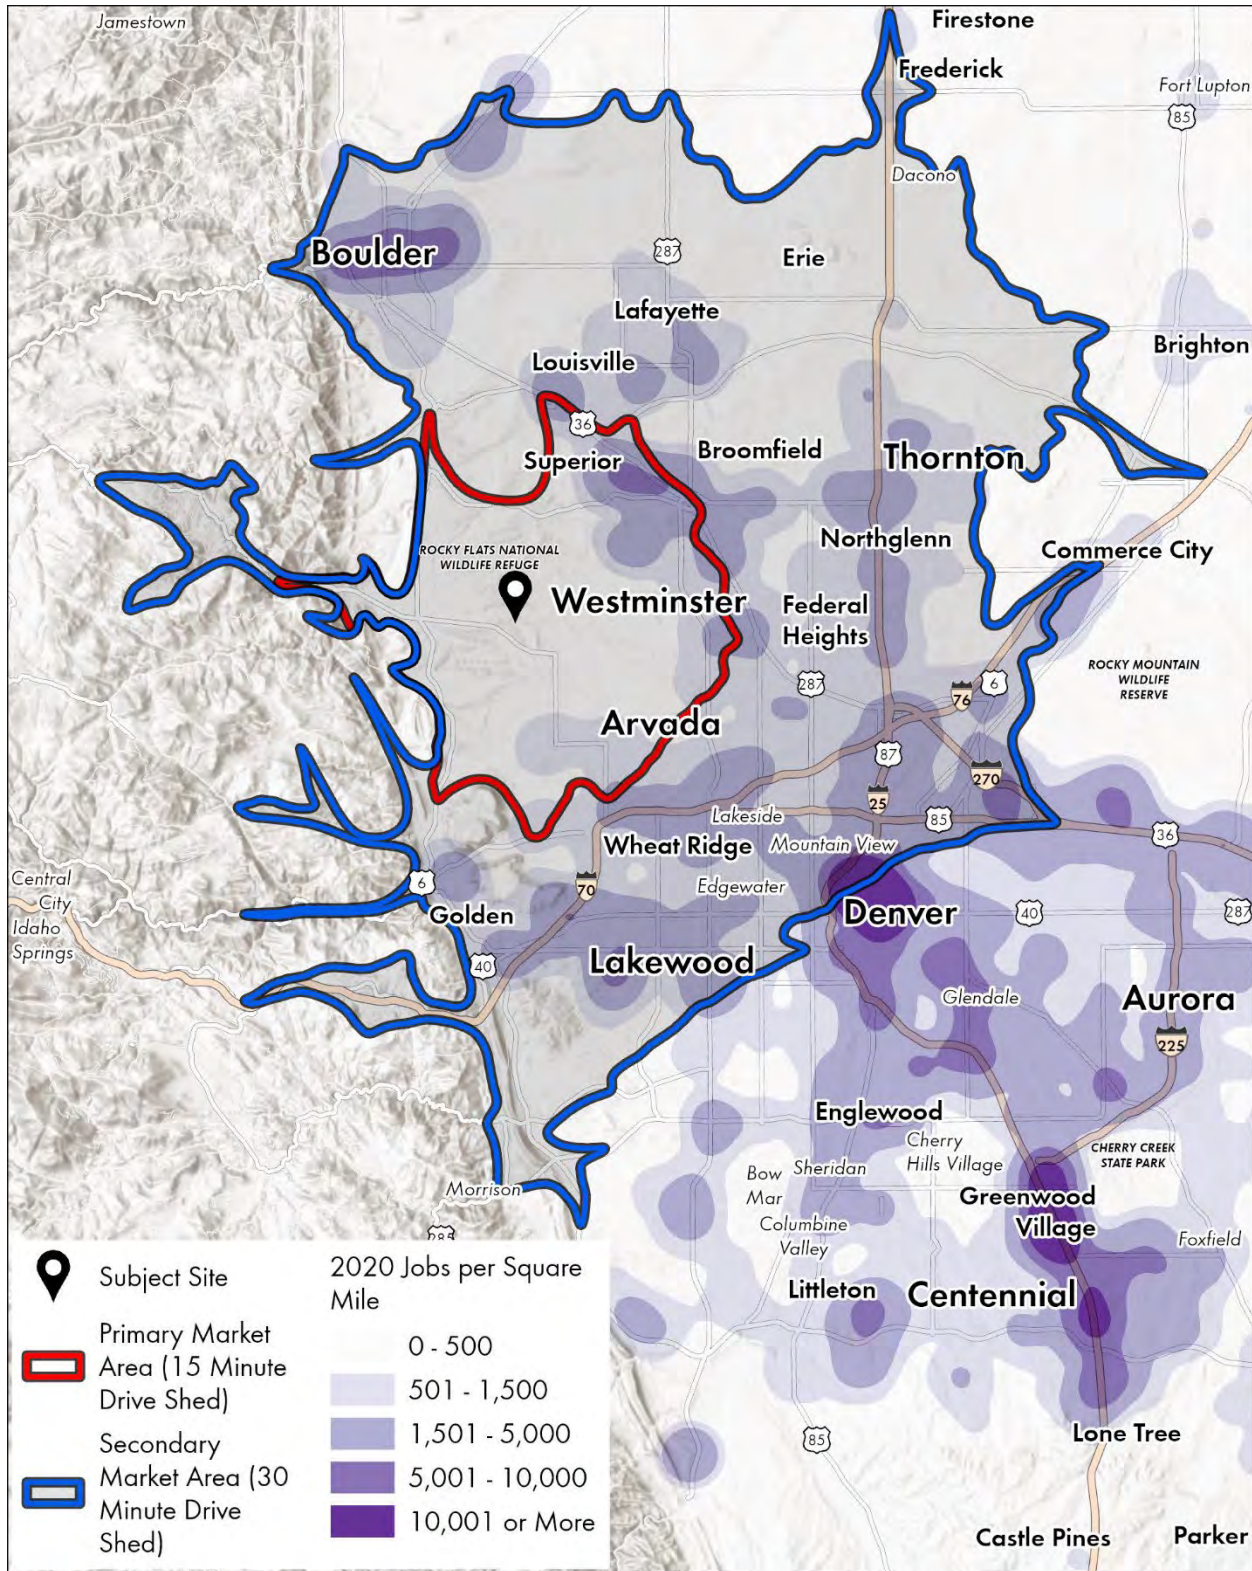 Jamestown
Firestone
Frederick
Fort Lupton
85
Dacono
Boulder
287
Erie
Lafayette
Brighton
Louisville
36
Superior
Broomfield
Thornton
ROCKY FLATS NATIONAL
WILDLIFE REFUGE
Northglenn
Commerce City
Westminster
Federal
Heights
ROCKY MOUNTAIN
WILDLIFE
RESERVE
287
6
76
Arvada
87
270
25
Lakeside
85
36
Wheat Ridge
Mountain View
Central
City
Idaho
Springs
6
70
Edgewater
Golden
Denver
40
287
40
Lakewood
Glendale
Aurora
225
Englewood
Cherry
Hills Village
CHERRY CREEK
STATE PARK
Bow
Mar
Sheridan
Morrison
Greenwood
Village
Columbine
Valley
Foxfield
285
Littleton
Centennial
85
Lone Tree
Castle Pines
Parker
Subject Site
Primary Market
Area (15 Minute
Drive Shed)
Secondary
Market Area (30
Minute Drive
Shed)
2020 Jobs per Square
Mile
0 - 500
501 - 1,500
1,501 - 5,000
5,001 - 10,000
10,001 or More